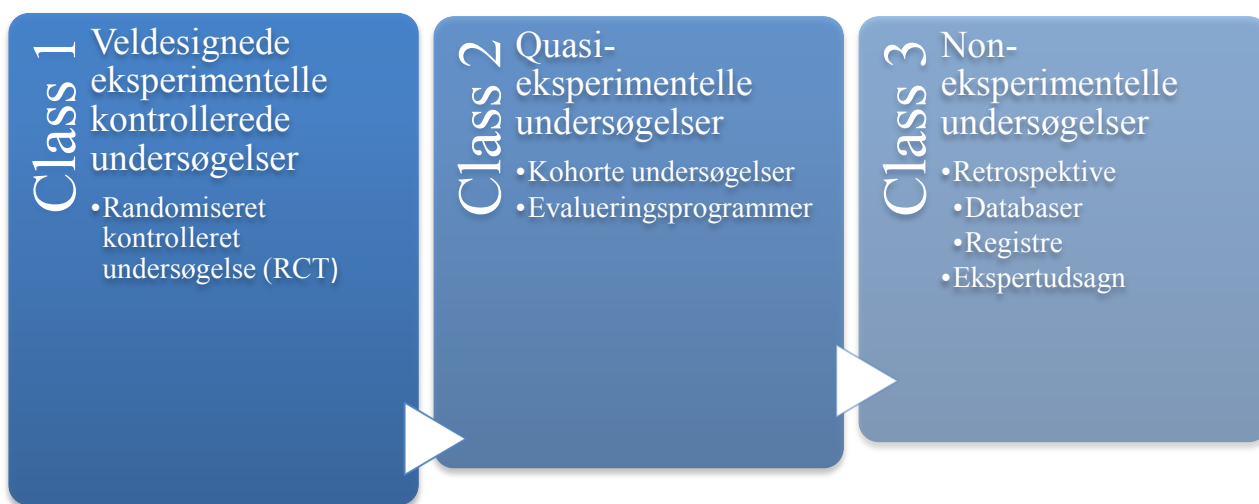 Class 1
Veldesignede
eksperimentelle
kontrollerede
undersøgelser
•Randomiseret
kontrolleret
undersøgelse (RCT)
Class 2
Quasi-
eksperimentelle
undersøgelser
•Kohorte undersøgelser
•Evalueringsprogrammer
Class 3
Non-
eksperimentelle
undersøgelser
•Retrospektive
•Databaser
•Registre
•Ekspertudsagn